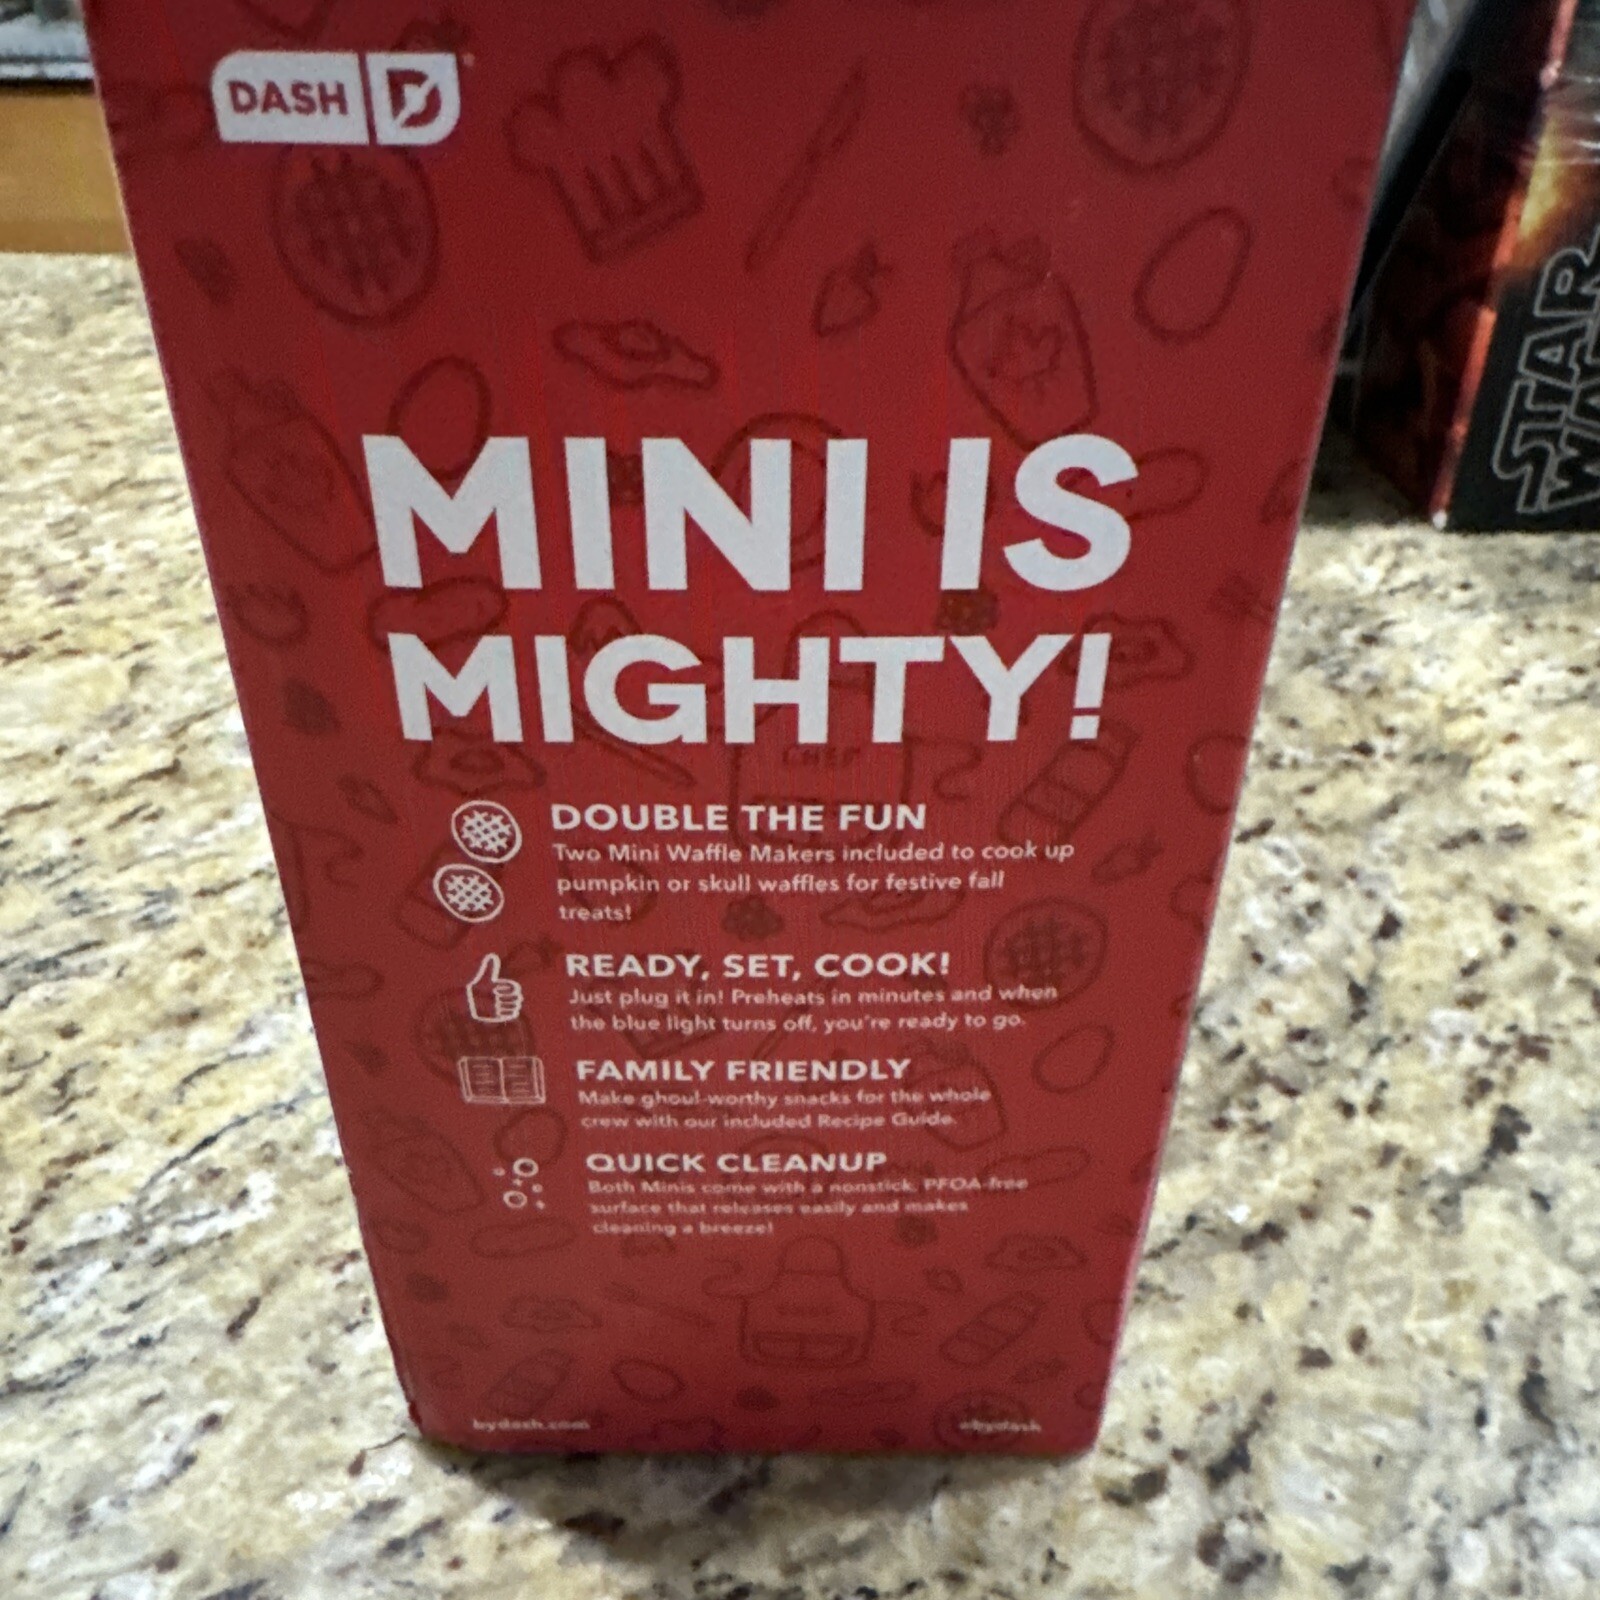 DASH D
MINI IS
MIGHTY!
CHEF
DOUBLE THE FUN
Two Mini Waffle Makers included to cook up
pumpkin or skull waffles for festive fall
treats!
READY, SET, COOK!
Just plug it in! Preheats in minutes and when
the blue light turns off, you're ready to go.
FAMILY FRIENDLY
Make ghoul-worthy snacks for the whole
crew with our included Recipe Guide.
QUICK CLEANUP
Both Minis come with a nonstick, PFOA-free
surface that releases easily and makes
cleaning a breeze!
bydash.com
@bydash
STAR
WARS